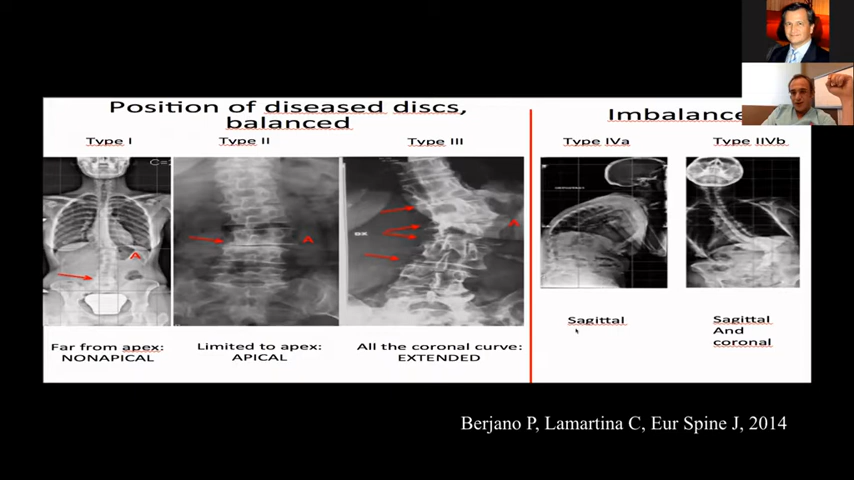 Position of diseased discs,
balanced
Imbalance
Type I
Type II
Type III
Type IVa
Type IIVb
A
A
A
Far from apex:
NONAPICAL
Limited to apex:
APICAL
All the coronal curve:
EXTENDED
Sagittal
Sagittal
And
coronal
Berjano P, Lamartina C, Eur Spine J, 2014